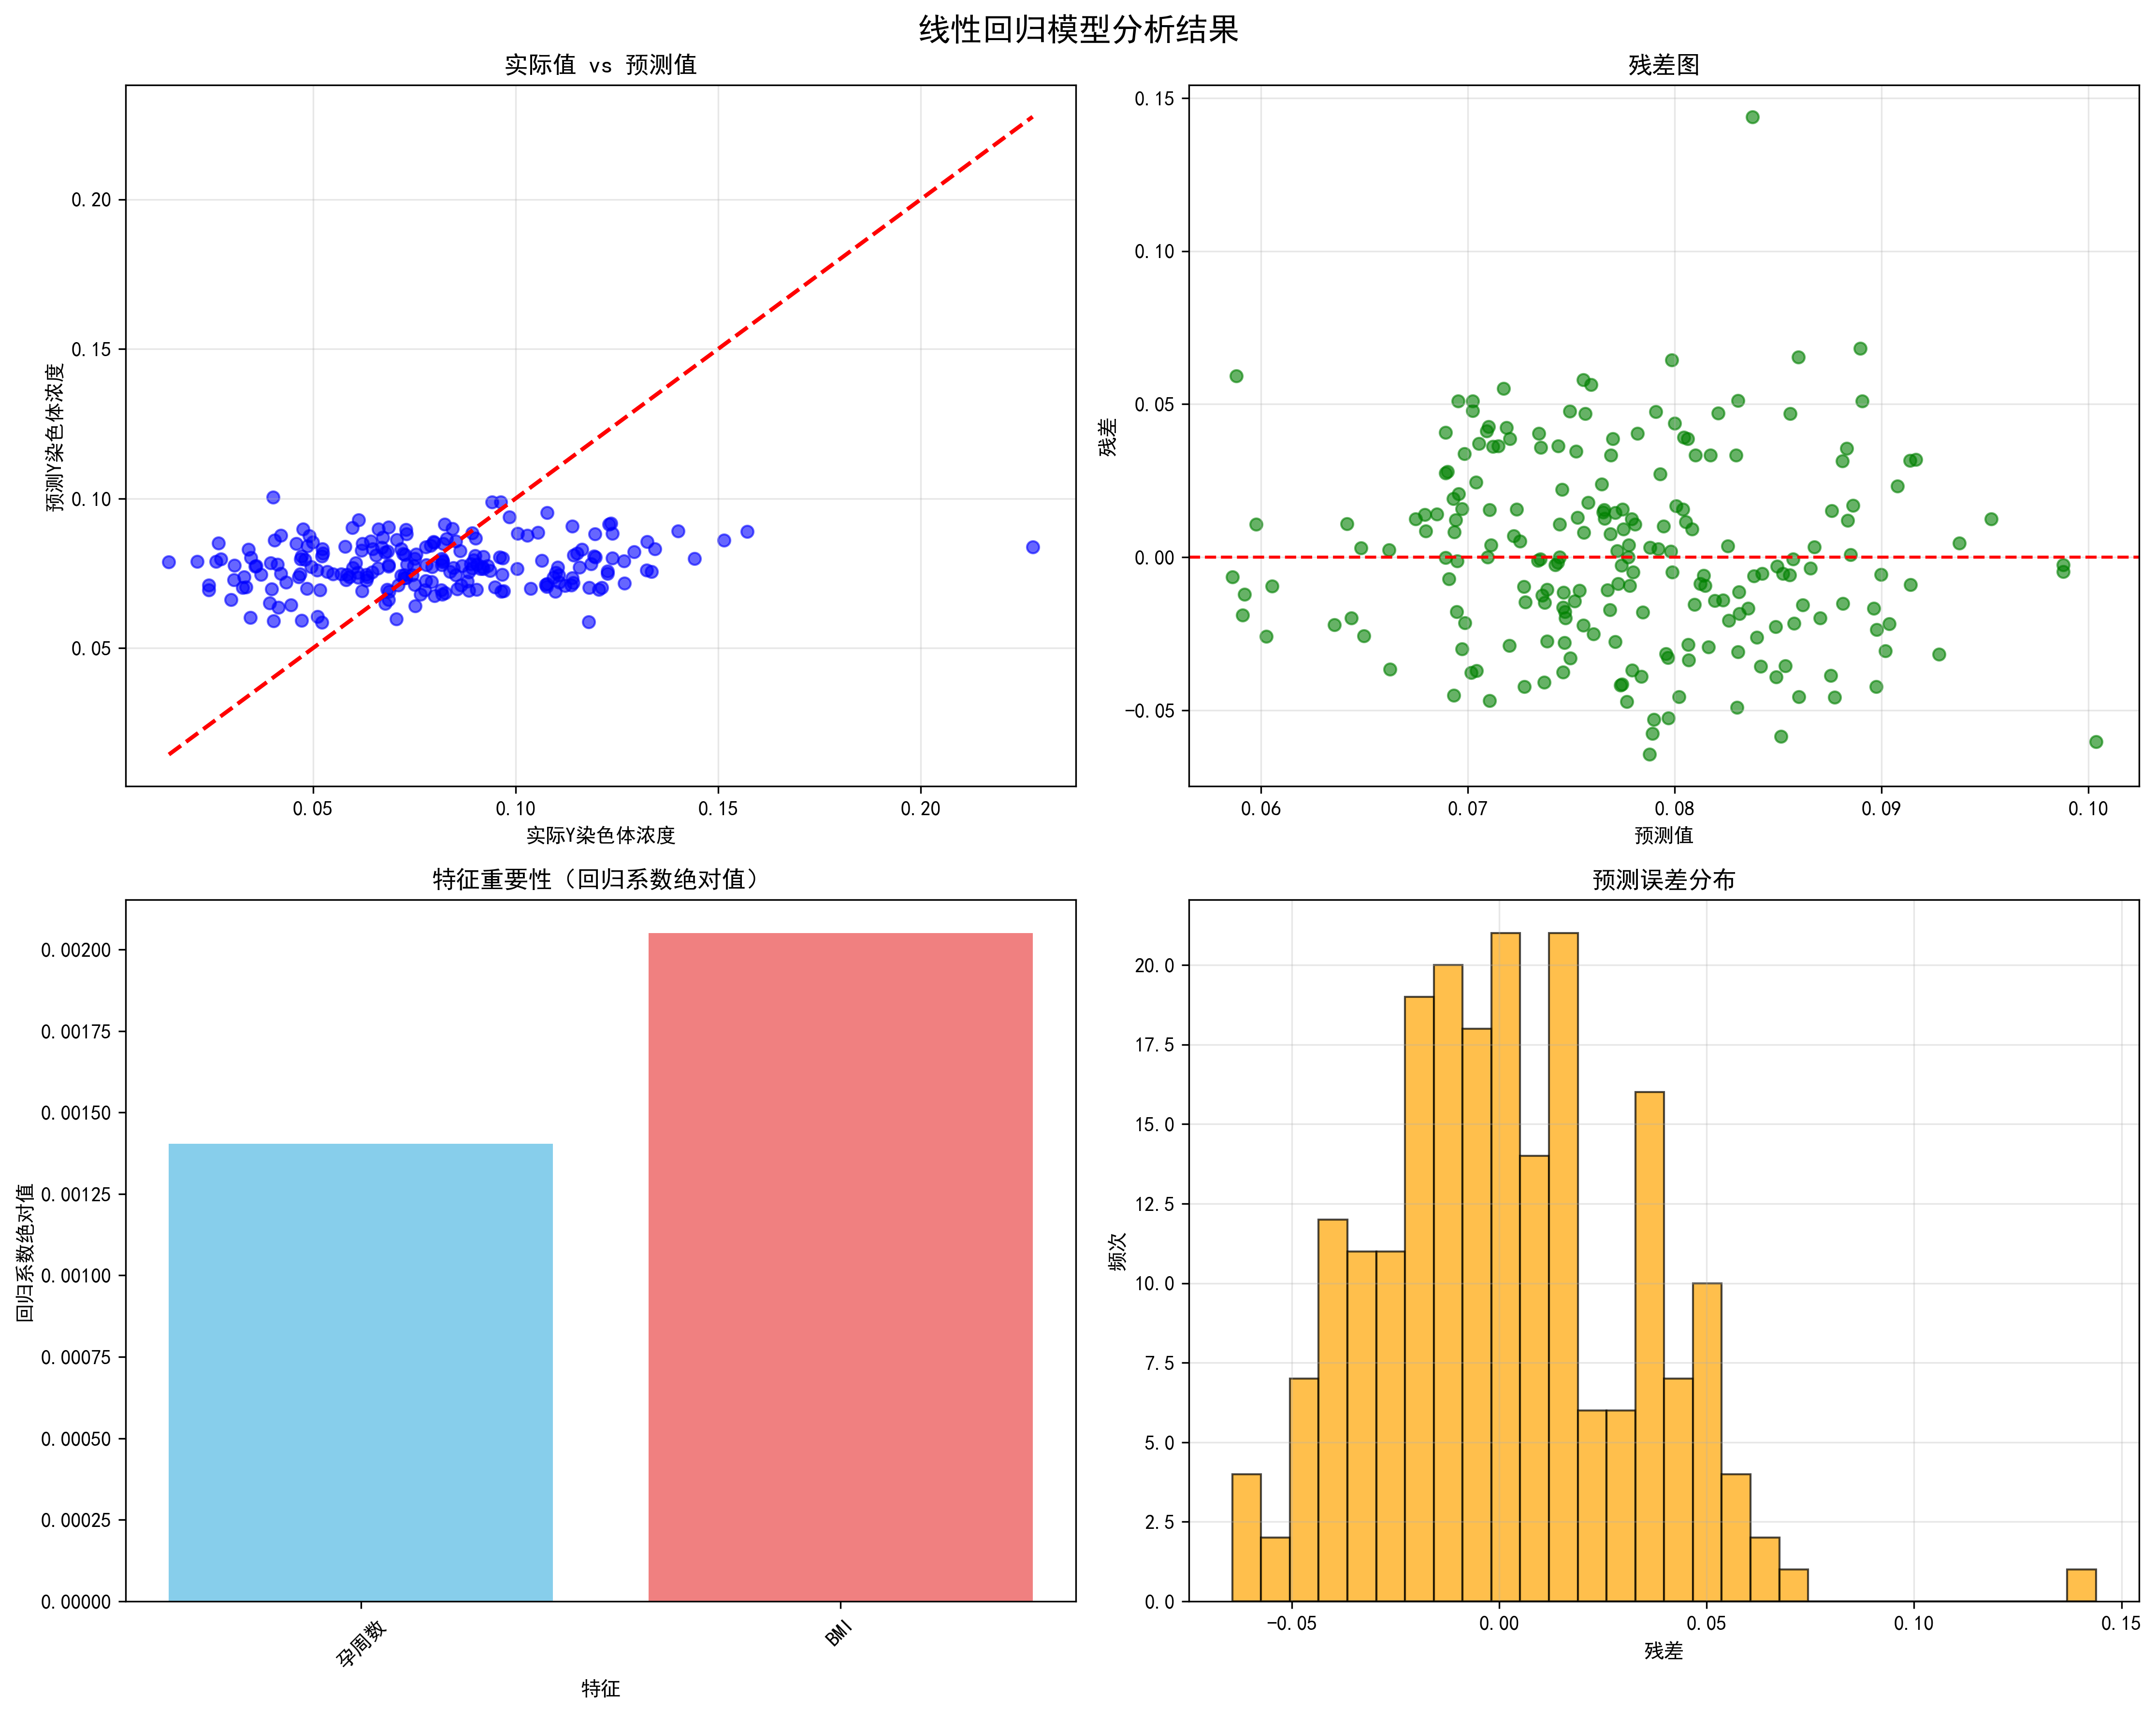 线性回归模型分析结果
实际值 vs 预测值
预测Y染色体浓度
0.20
0.15
0.10
0.05
0.05 0.10 0.15 0.20
实际Y染色体浓度
残差图
残差
0.15
0.10
0.05
0.00
-0.05
0.06 0.07 0.08 0.09 0.10
预测值
特征重要性（回归系数绝对值）
回归系数绝对值
0.00200
0.00175
0.00150
0.00125
0.00100
0.00075
0.00050
0.00025
0.00000
孕周数 BMI
特征
预测误差分布
频次
20.0
17.5
15.0
12.5
10.0
7.5
5.0
2.5
0.0
-0.05 0.00 0.05 0.10 0.15
残差